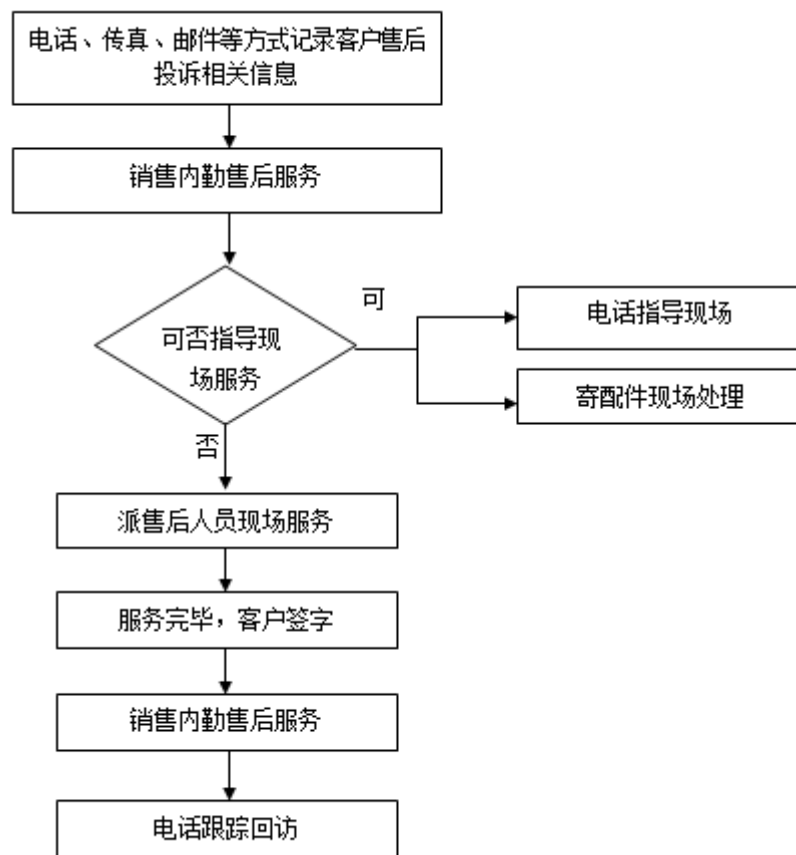 电话、传真、邮件等方式记录客户售后
投诉相关信息
销售内勤售后服务
可否指导现
场服务
可
电话指导现场
寄配件现场处理
否
派售后人员现场服务
服务完毕，客户签字
销售内勤售后服务
电话跟踪回访